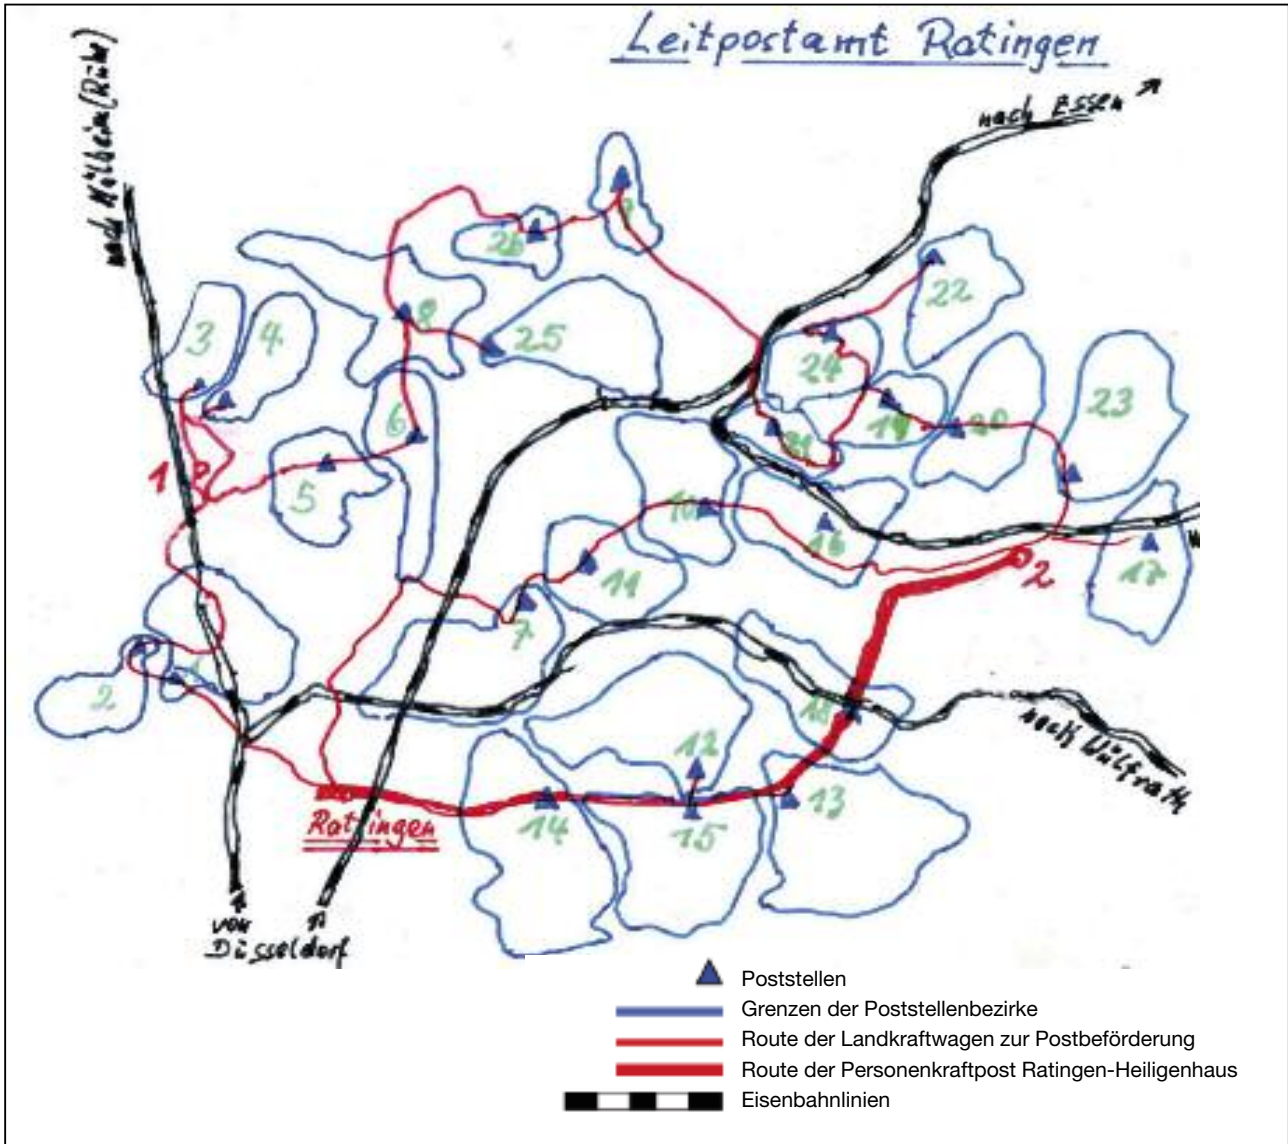 Leitpostamt Ratingen
nach Essen
nach Mülheim (Ruhr)
7
26
22
8
3
4
25
24
23
6
19
20
21
5
1
2
10
16
11
17
2
7
1
2
18
nach Wülfrath
12
13
Ratingen
14
15
von
Düsseldorf
Poststellen
Grenzen der Poststellenbezirke
Route der Landkraftwagen zur Postbeförderung
Route der Personenkraftpost Ratingen-Heiligenhaus
Eisenbahnlinien